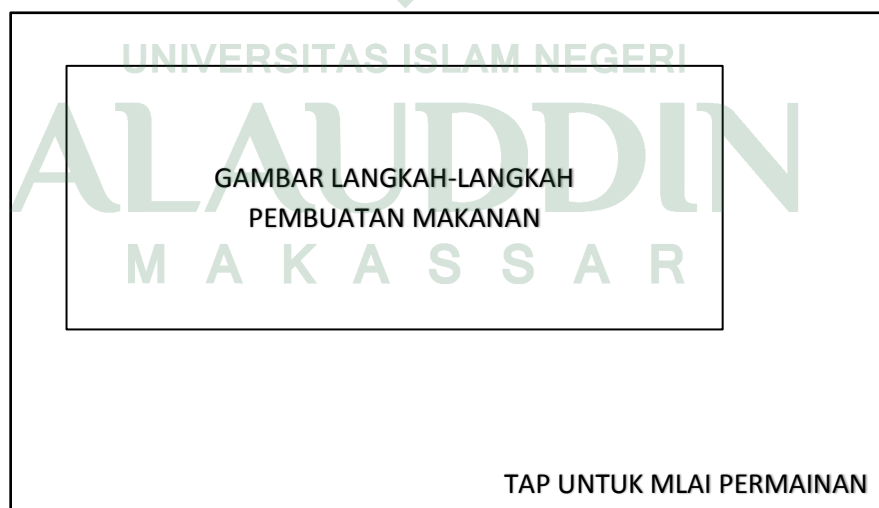 UNIVERSITAS ISLAM NEGERI
ALAUDDIN
GAMBAR LANGKAH-LANGKAH
PEMBUATAN MAKANAN
MAKASSAR
TAP UNTUK MLAI PERMAINAN